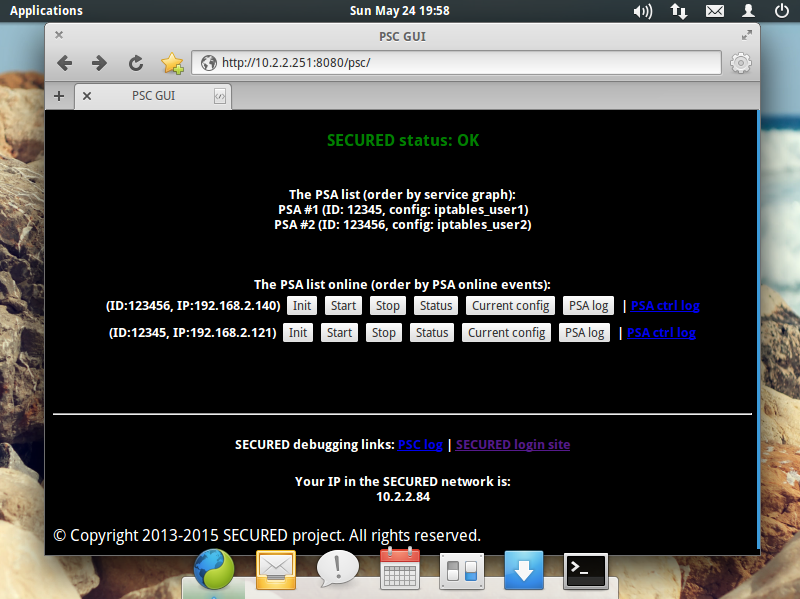 Applications
Sun May 24 19:58
PSC GUI
http://10.2.2.251:8080/psc/
PSC GUI
SECURED status: OK
The PSA list (order by service graph):
PSA #1 (ID: 12345, config: iptables_user1)
PSA #2 (ID: 123456, config: iptables_user2)
The PSA list online (order by PSA online events):
(ID:123456, IP:192.168.2.140) Init Start Stop Status Current config PSA log | PSA ctrl log
(ID:12345, IP:192.168.2.121) Init Start Stop Status Current config PSA log | PSA ctrl log
SECURED debugging links: PSC log | SECURED login site
Your IP in the SECURED network is:
10.2.2.84
© Copyright 2013-2015 SECURED project. All rights reserved.